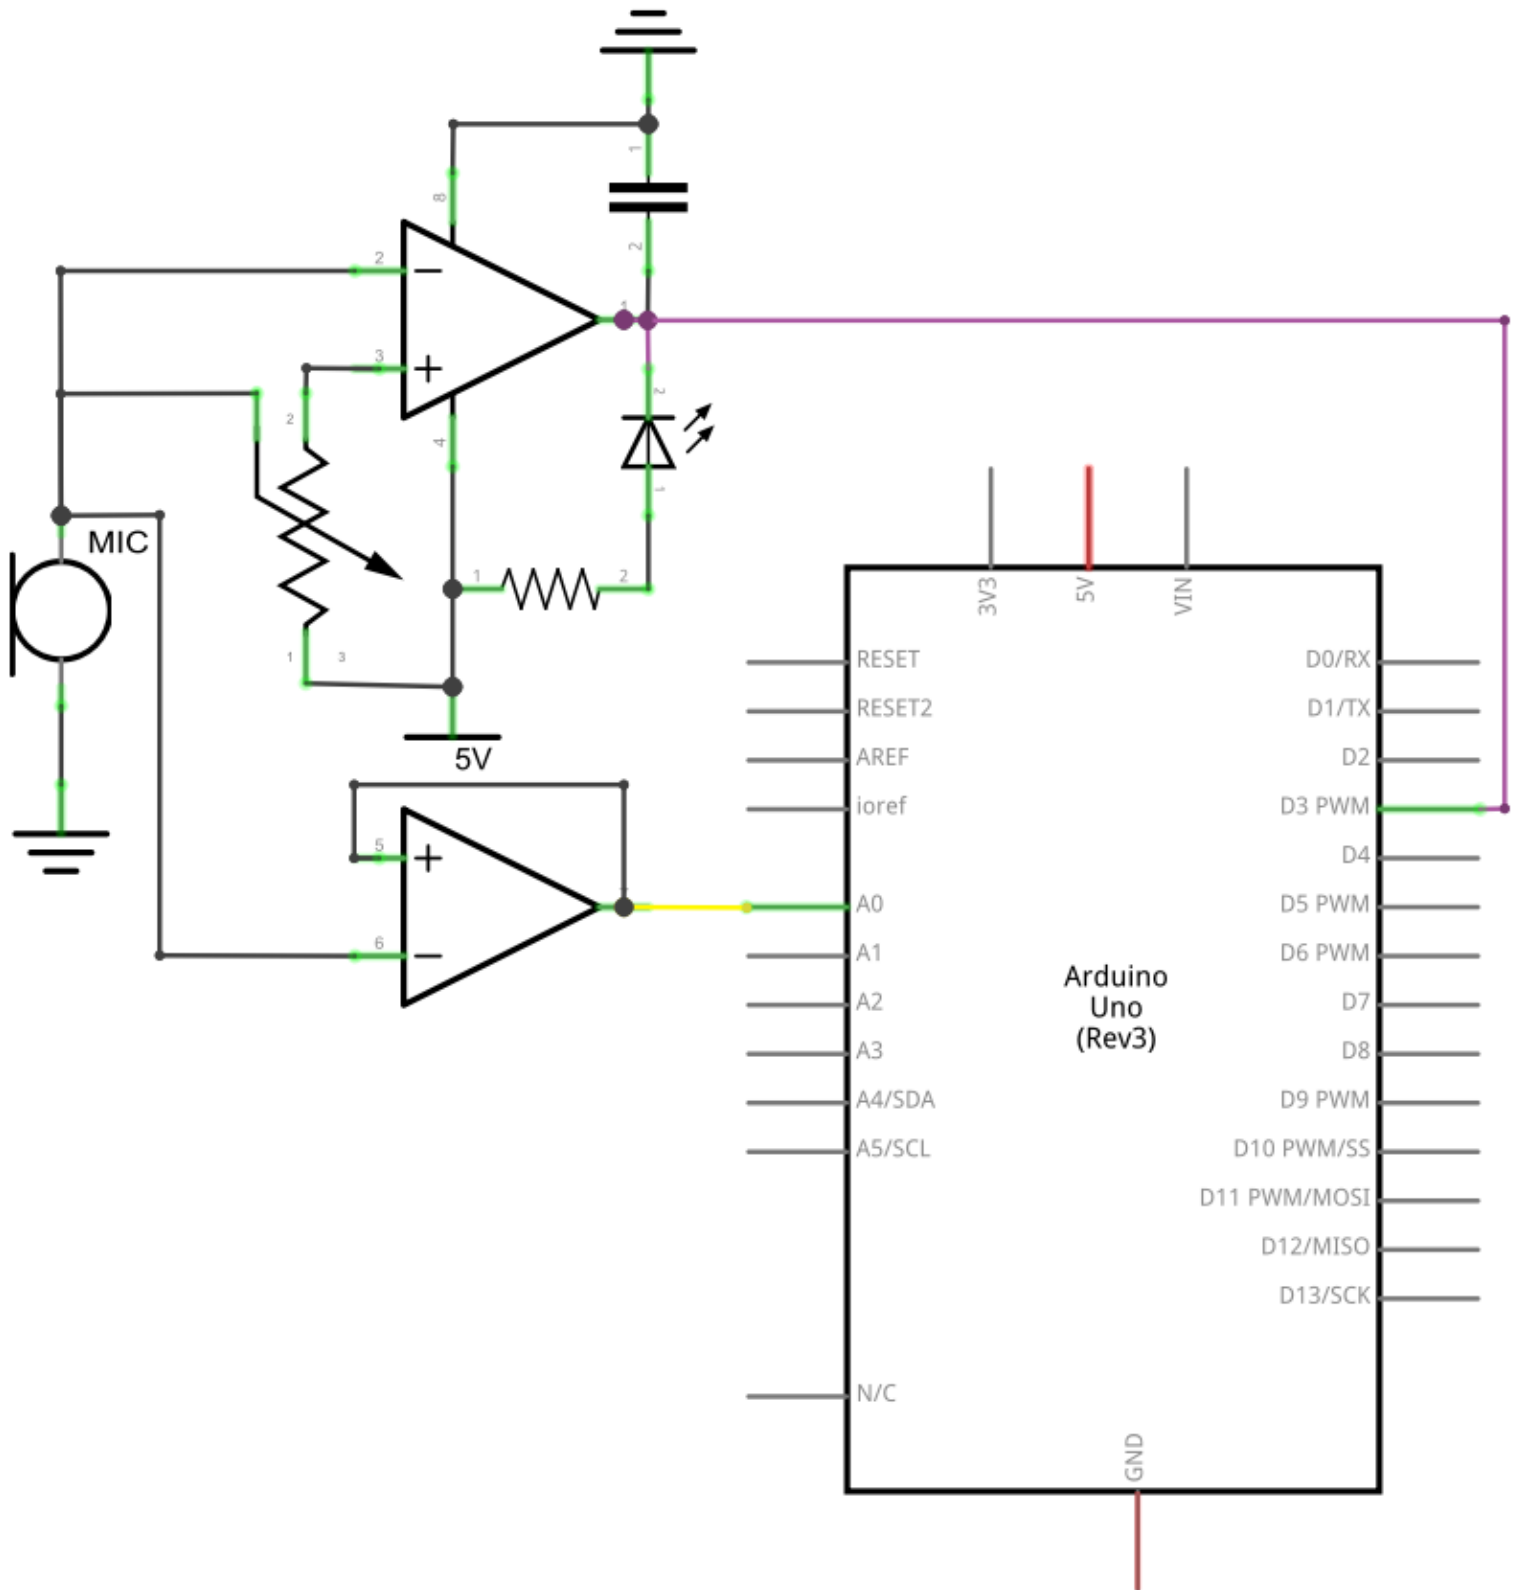 1
8
2
2
1
3
2
4
2
1
MIC
1
2
1
3
5V
5
6
3V3
5V
VIN
RESET
D0/RX
RESET2
D1/TX
AREF
D2
ioref
D3 PWM
D4
A0
D5 PWM
A1
D6 PWM
Arduino
Uno
(Rev3)
A2
D7
A3
D8
A4/SDA
D9 PWM
A5/SCL
D10 PWM/SS
D11 PWM/MOSI
D12/MISO
D13/SCK
N/C
GND